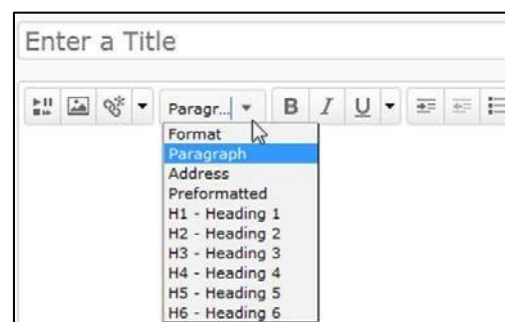 Enter a Title
Paragr... B I U
Format
Paragraph
Address
Preformatted
H1 - Heading 1
H2 - Heading 2
H3 - Heading 3
H4 - Heading 4
H5 - Heading 5
H6 - Heading 6